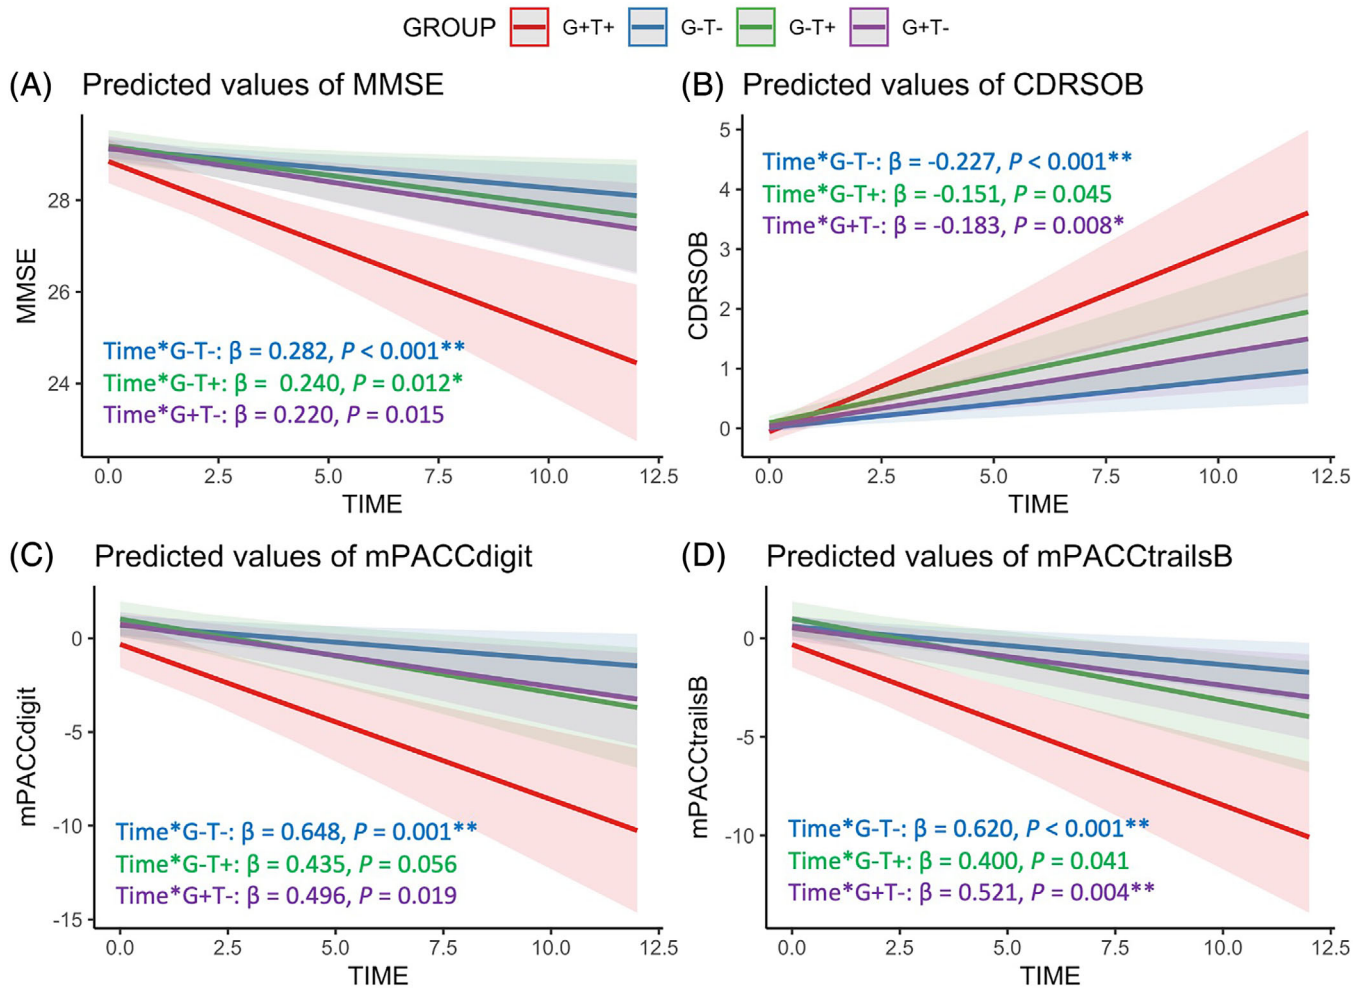 GROUP G+T+ G-T- G-T+ G+T-
(A) Predicted values of MMSE
MMSE
28
26
24
Time*G-T-: β = 0.282, P < 0.001**
Time*G-T+: β = 0.240, P = 0.012*
Time*G+T-: β = 0.220, P = 0.015
0.0 2.5 5.0 7.5 10.0 12.5
TIME
(B) Predicted values of CDRSOB
CDRSOB
5
4
3
2
1
0
Time*G-T-: β = -0.227, P < 0.001**
Time*G-T+: β = -0.151, P = 0.045
Time*G+T-: β = -0.183, P = 0.008*
0.0 2.5 5.0 7.5 10.0 12.5
TIME
(C) Predicted values of mPACCdigit
mPACCdigit
0
-5
-10
-15
Time*G-T-: β = 0.648, P = 0.001**
Time*G-T+: β = 0.435, P = 0.056
Time*G+T-: β = 0.496, P = 0.019
0.0 2.5 5.0 7.5 10.0 12.5
TIME
(D) Predicted values of mPACCtrailsB
mPACCtrailsB
0
-5
-10
Time*G-T-: β = 0.620, P < 0.001**
Time*G-T+: β = 0.400, P = 0.041
Time*G+T-: β = 0.521, P = 0.004**
0.0 2.5 5.0 7.5 10.0 12.5
TIME